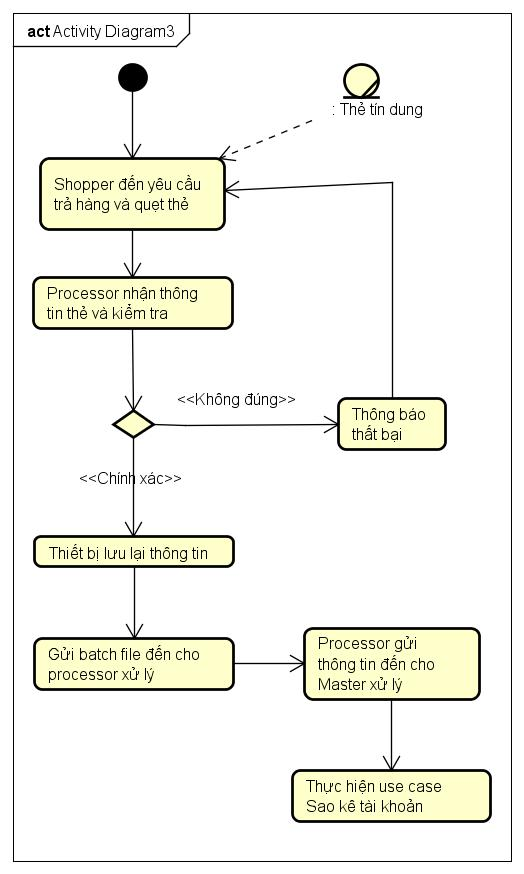 act Activity Diagram3
: Thẻ tín dung
Shopper đến yêu cầu
trả hàng và quẹt thẻ
Processor nhận thông
tin thẻ và kiểm tra
<<Không đúng>>
Thông báo
thất bại
<<Chính xác>>
Thiết bị lưu lại thông tin
Gửi batch file đến cho
processor xử lý
Processor gửi
thông tin đến cho
Master xử lý
Thực hiện use case
Sao kê tài khoản